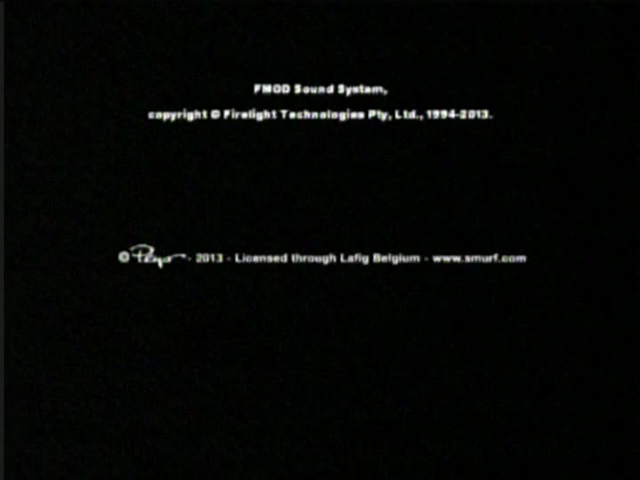 FMOD Sound System,
copyright © Firelight Technologies Pty, Ltd., 1994-2013.
© Peyo - 2013 - Licensed through Lafig Belgium - www.smurf.com